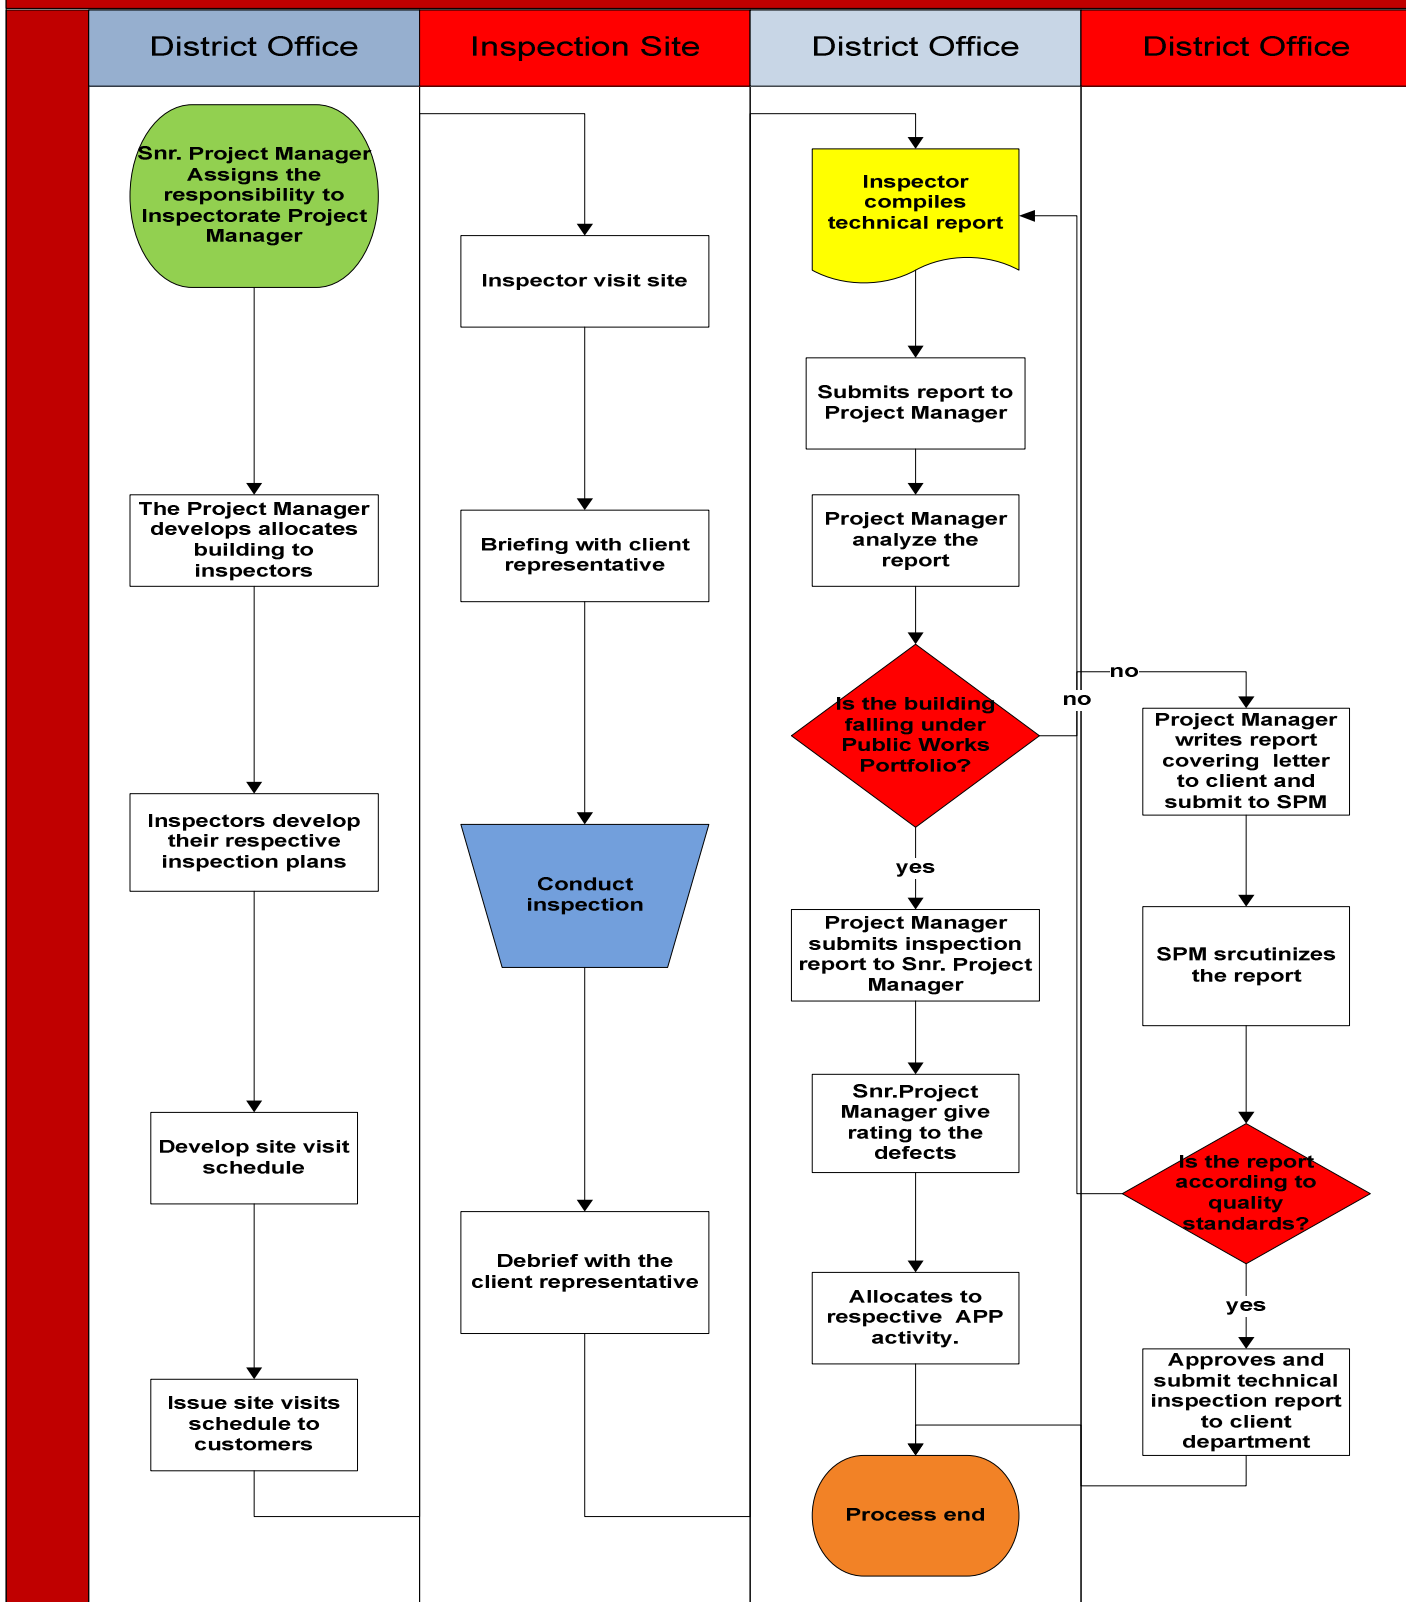 District Office
Inspection Site
District Office
District Office
Snr. Project Manager
Assigns the
responsibility to
Inspectorate Project
Manager
The Project Manager
develops allocates
building to
inspectors
Inspectors develop
their respective
inspection plans
Develop site visit
schedule
Issue site visits
schedule to
customers
Inspector visit site
Briefing with client
representative
Conduct
inspection
Debrief with the
client representative
Inspector
compiles
technical report
Submits report to
Project Manager
Project Manager
analyze the
report
Is the building
falling under
Public Works
Portfolio?
no
no
yes
Project Manager
submits inspection
report to Snr. Project
Manager
Snr.Project
Manager give
rating to the
defects
Allocates to
respective APP
activity.
Process end
Project Manager
writes report
covering letter
to client and
submit to SPM
SPM srcutinizes
the report
Is the report
according to
quality
standards?
yes
Approves and
submit technical
inspection report
to client
department